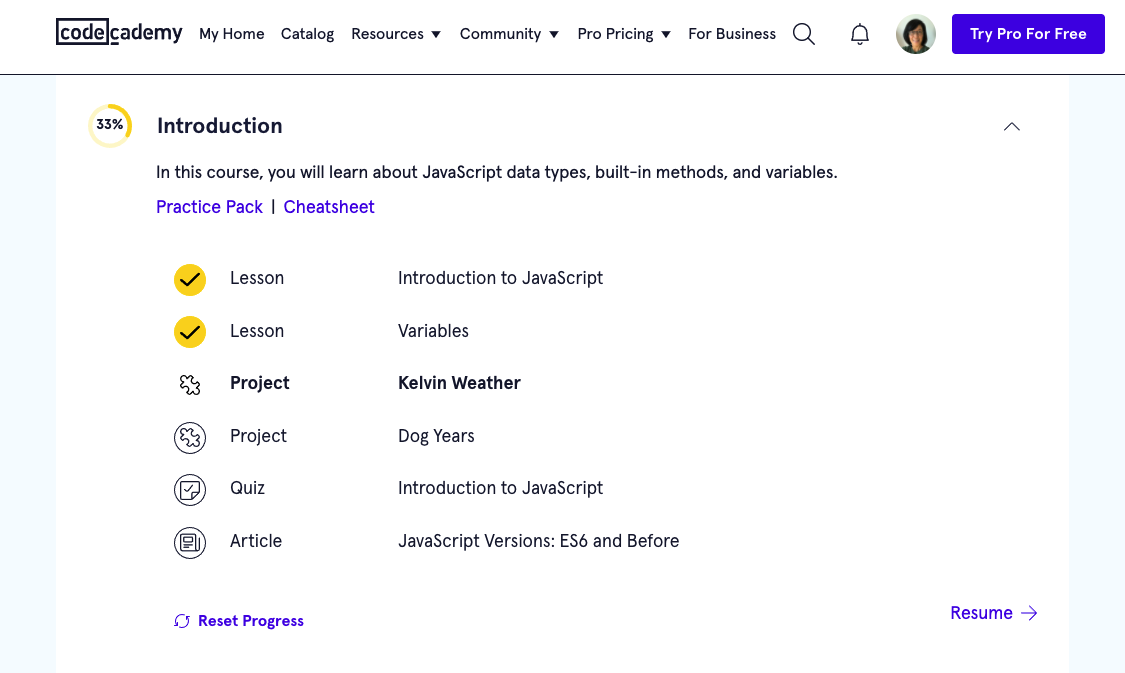 codecademy My Home Catalog Resources Community Pro Pricing For Business Try Pro For Free
33% Introduction
In this course, you will learn about JavaScript data types, built-in methods, and variables.
Practice Pack | Cheatsheet
Lesson Introduction to JavaScript
Lesson Variables
Project Kelvin Weather
Project Dog Years
Quiz Introduction to JavaScript
Article JavaScript Versions: ES6 and Before
Reset Progress
Resume